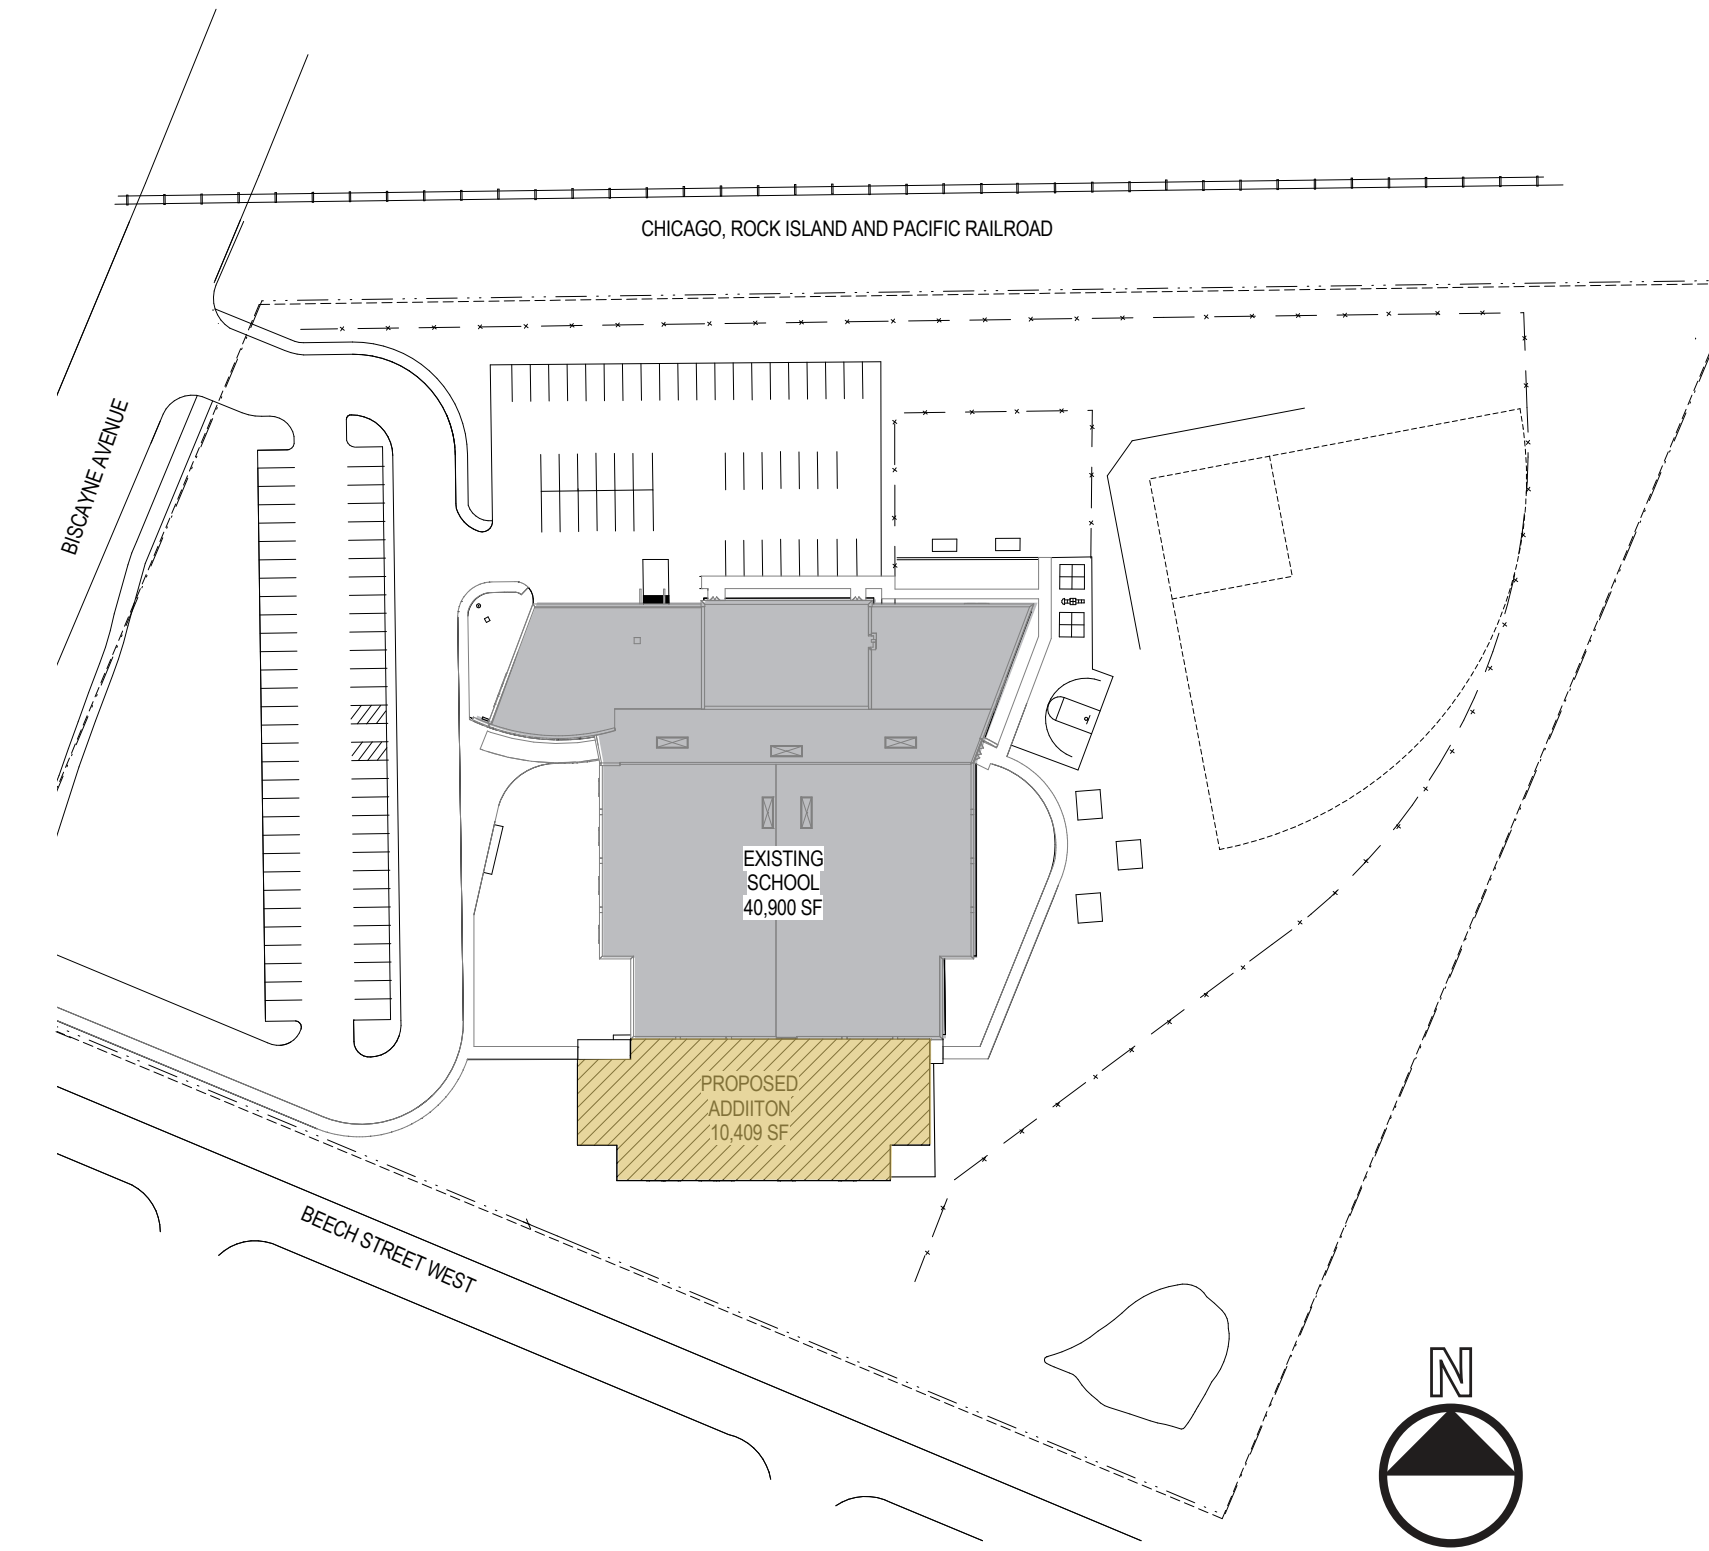 CHICAGO, ROCK ISLAND AND PACIFIC RAILROAD
BISCAYNE AVENUE
EXISTING
SCHOOL
40,900 SF
PROPOSED
ADDIITON
10,409 SF
BEECH STREET WEST
N